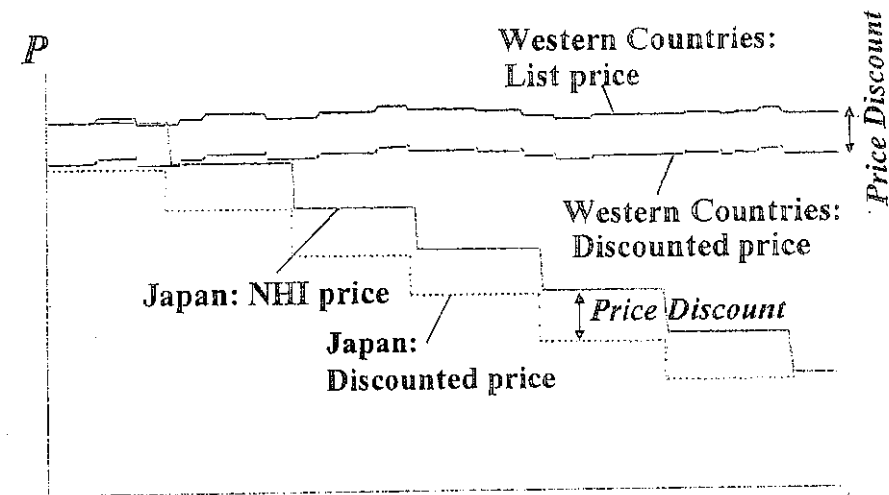 P
Western Countries:
List price
Price Discount
Western Countries:
Discounted price
Japan: NHI price
Price Discount
Japan:
Discounted price